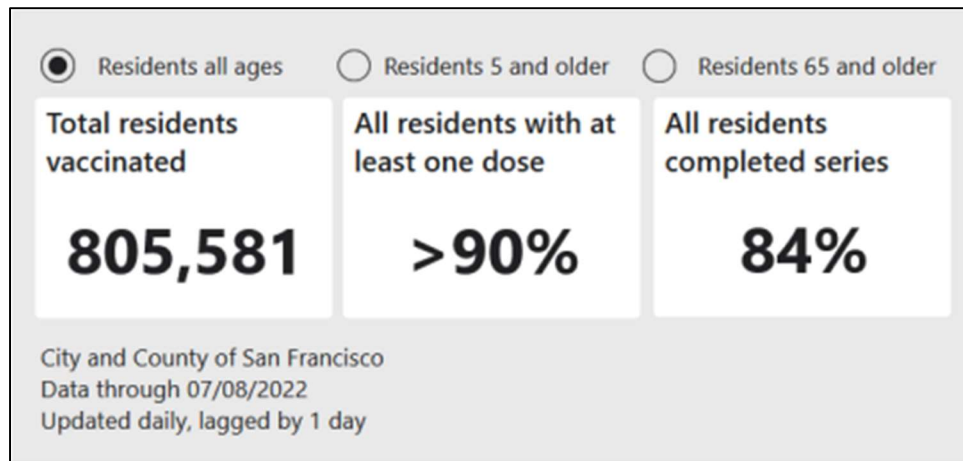 Residents all ages
Residents 5 and older
Residents 65 and older
Total residents
vaccinated
805,581
All residents with at
least one dose
>90%
All residents
completed series
84%
City and County of San Francisco
Data through 07/08/2022
Updated daily, lagged by 1 day